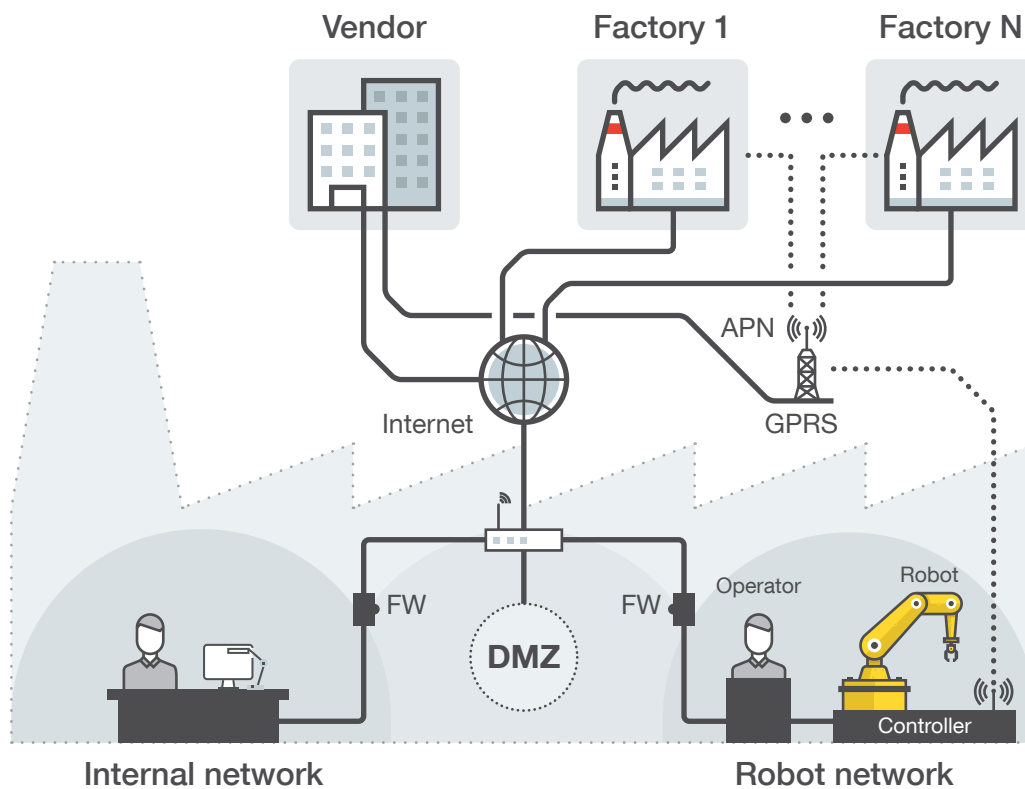 Vendor
Factory 1
Factory N
APN
Internet
GPRS
FW
FW
Operator
Robot
DMZ
Controller
Internal network
Robot network